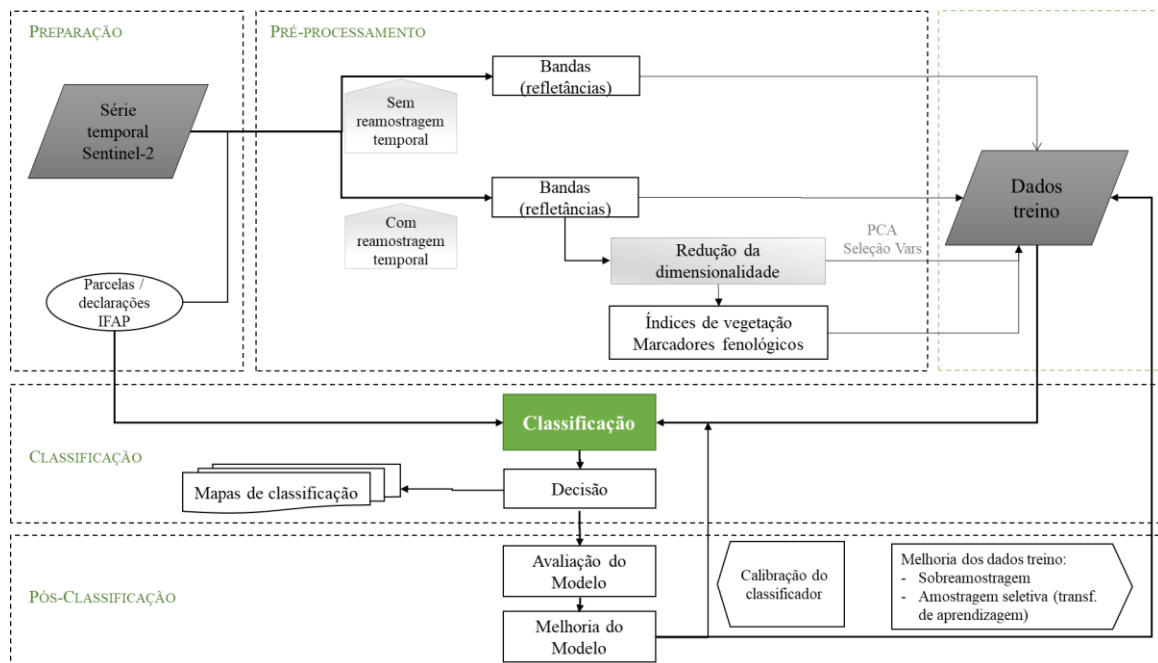 PREPARAÇÃO
PRÉ-PROCESSAMENTO
Série
temporal
Sentinel-2
Sem
reamostragem
temporal
Bandas
(refletâncias)
Com
reamostragem
temporal
Bandas
(refletâncias)
Redução da
dimensionalidade
PCA
Seleção Vars
Índices de vegetação
Marcadores fenológicos
Dados
treino
Parcelas /
declarações
IFAP
CLASSIFICAÇÃO
Classificação
Decisão
Mapas de classificação
PÓS-CLASSIFICAÇÃO
Avaliação do
Modelo
Melhoria do
Modelo
Calibração do
classificador
Melhoria dos dados treino:
- Sobreamostragem
- Amostragem seletiva (transf.
de aprendizagem)